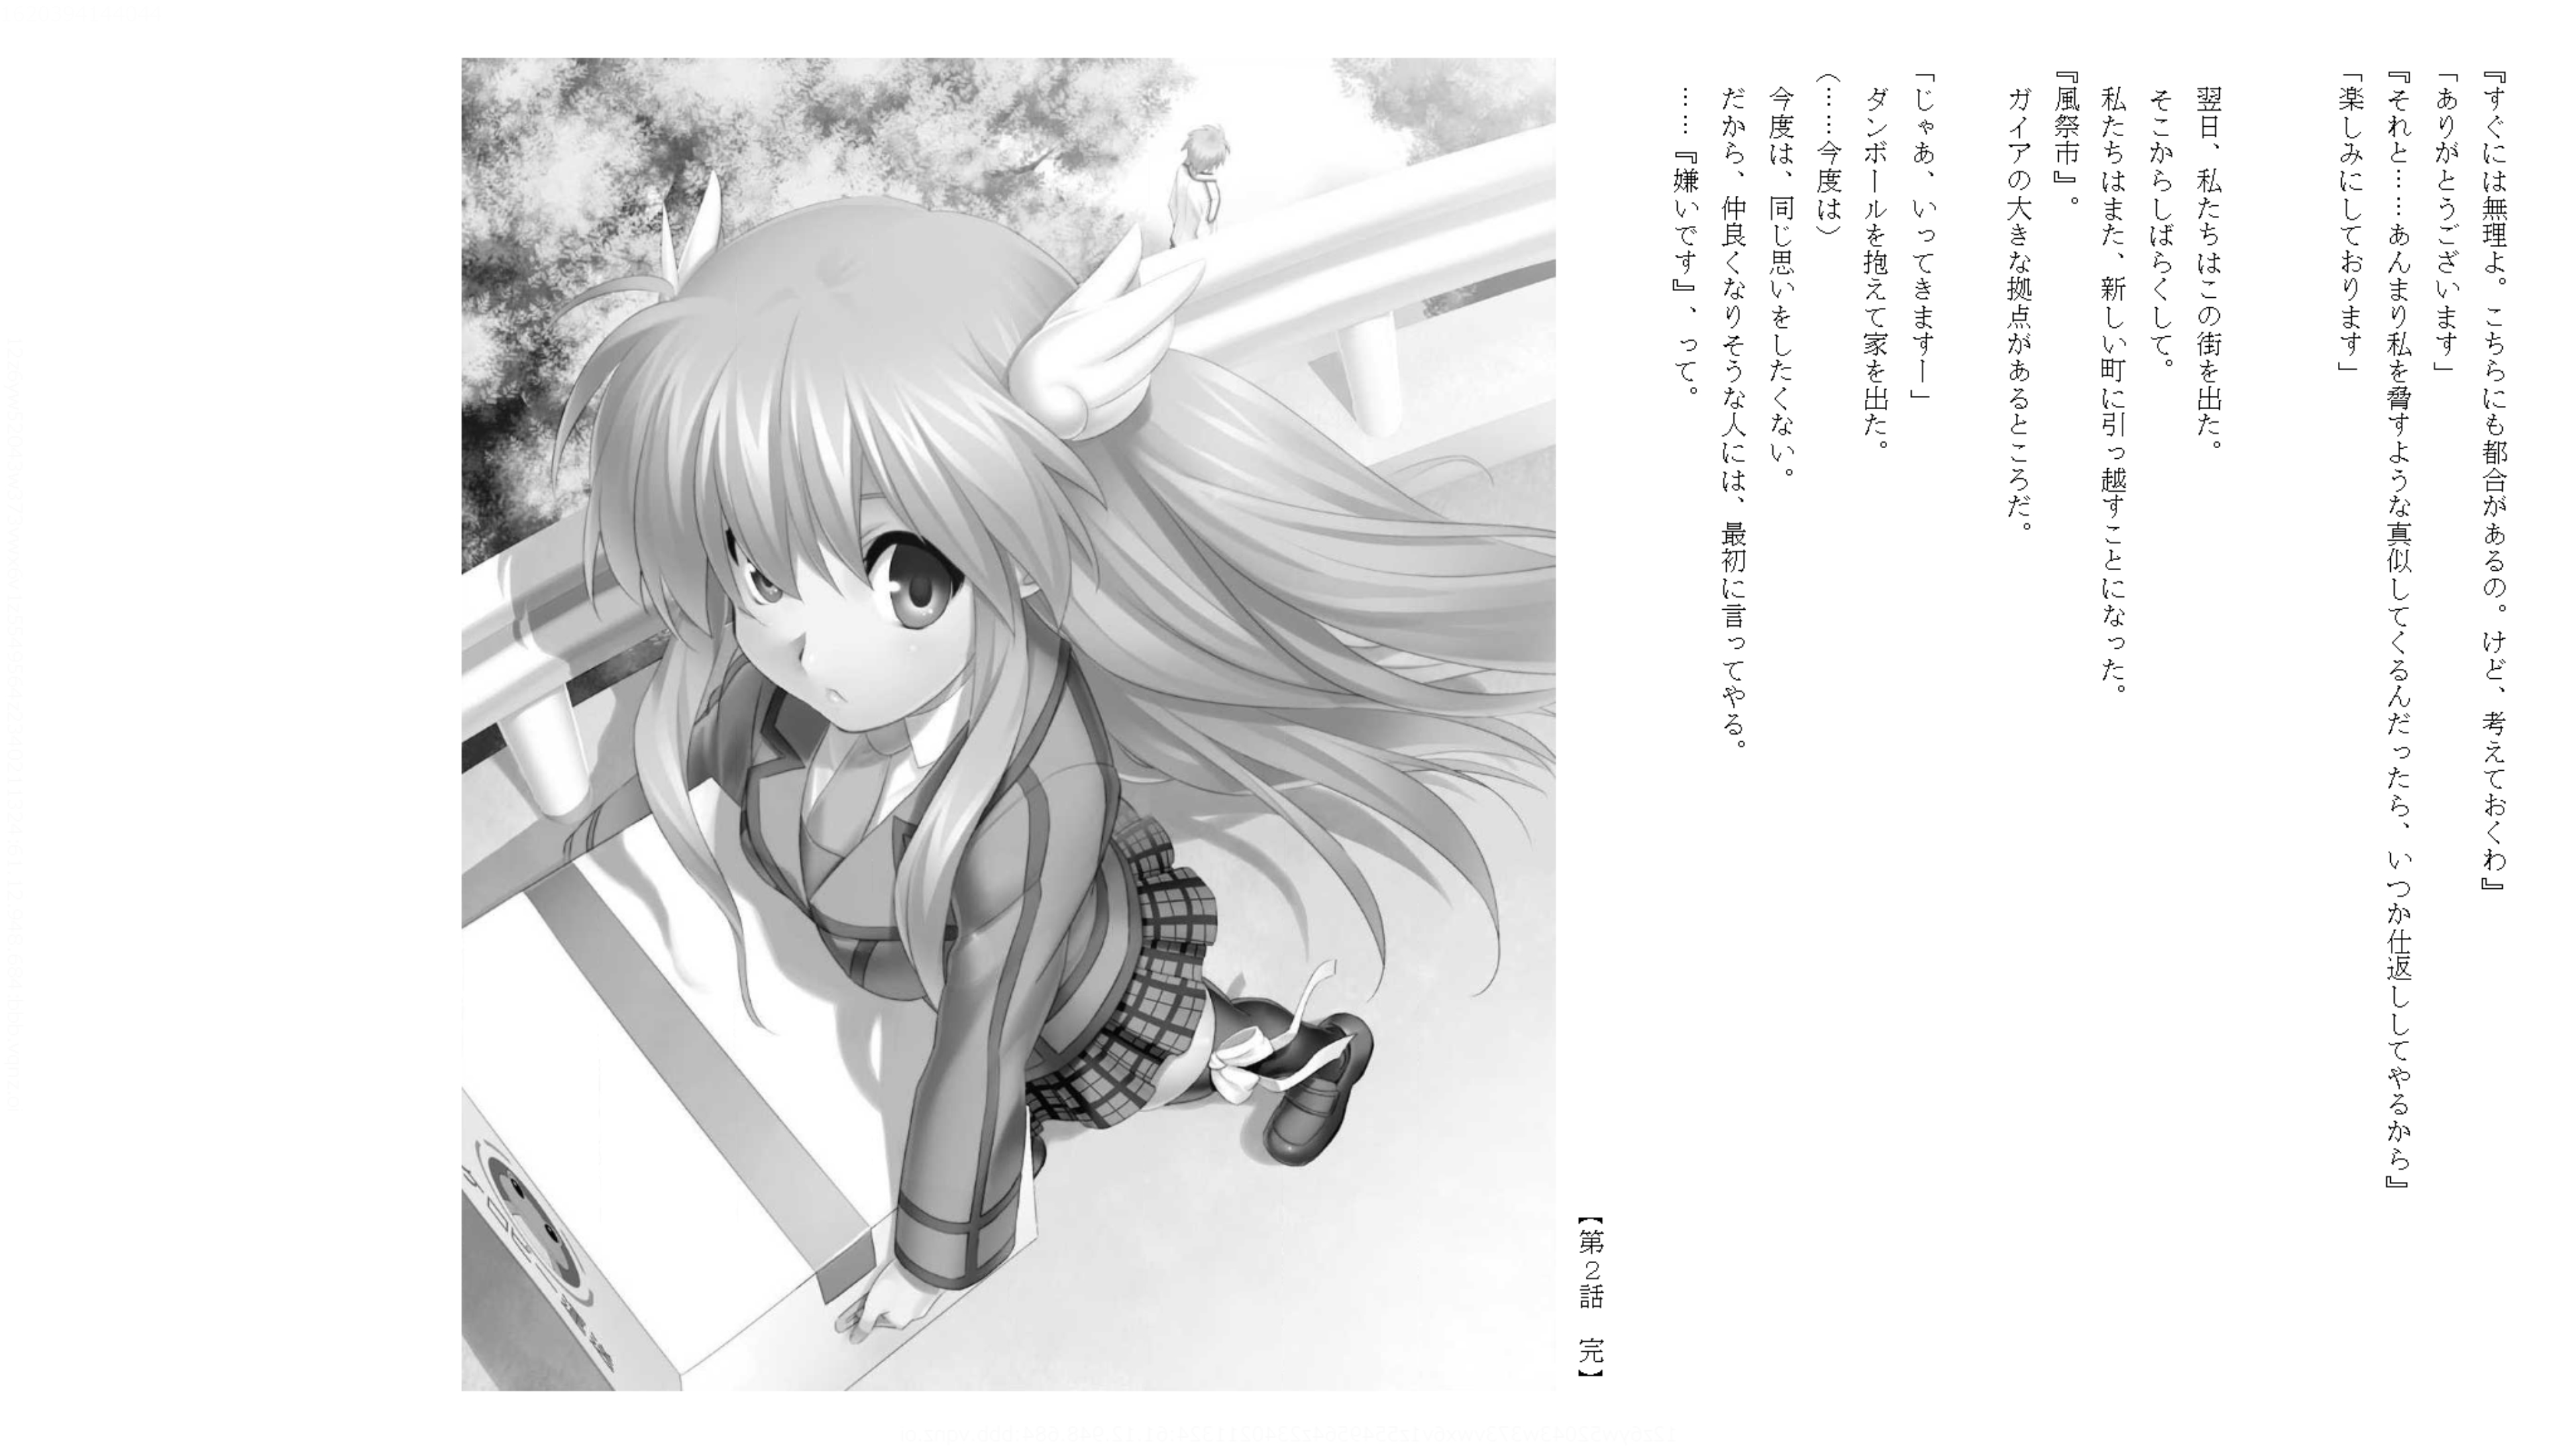 『すぐには無理よ。こちらにも都合があるの。けど、考えておくわ』
「ありがとうございます」
『それと……あんまり私を脅すような真似してくるんだったら、いつか仕返ししてやるから』
「楽しみにしております」
翌日、私たちはこの街を出た。
そこからしばらくして。
私たちはまた、新しい町に引っ越すことになった。
『風祭市』。
ガイアの大きな拠点があるところだ。
「じゃあ、いってきますー」
ダンボールを抱えて家を出た。
（……今度は）
今度は、同じ思いをしたくない。
だから、仲良くなりそうな人には、最初に言ってやる。
……『嫌いです』、って。
【第２話　完】